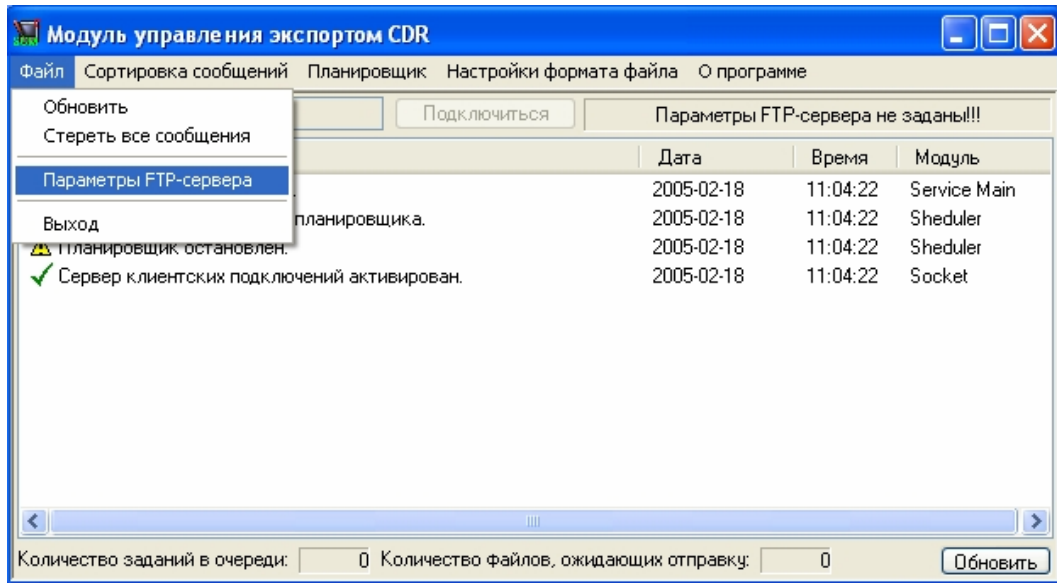 Модуль управления экспортом CDR
Файл Сортировка сообщений Планировщик Настройки формата файла О программе
Обновить
Стереть все сообщения
Параметры FTP-сервера
Выход
Подключиться Параметры FTP-сервера не заданы!!!
Дата Время Модуль
2005-02-18 11:04:22 Service Main
планировщика. 2005-02-18 11:04:22 Sheduler
Планировщик остановлен. 2005-02-18 11:04:22 Sheduler
Сервер клиентских подключений активирован. 2005-02-18 11:04:22 Socket
Количество заданий в очереди: 0 Количество файлов, ожидающих отправку: 0 Обновить